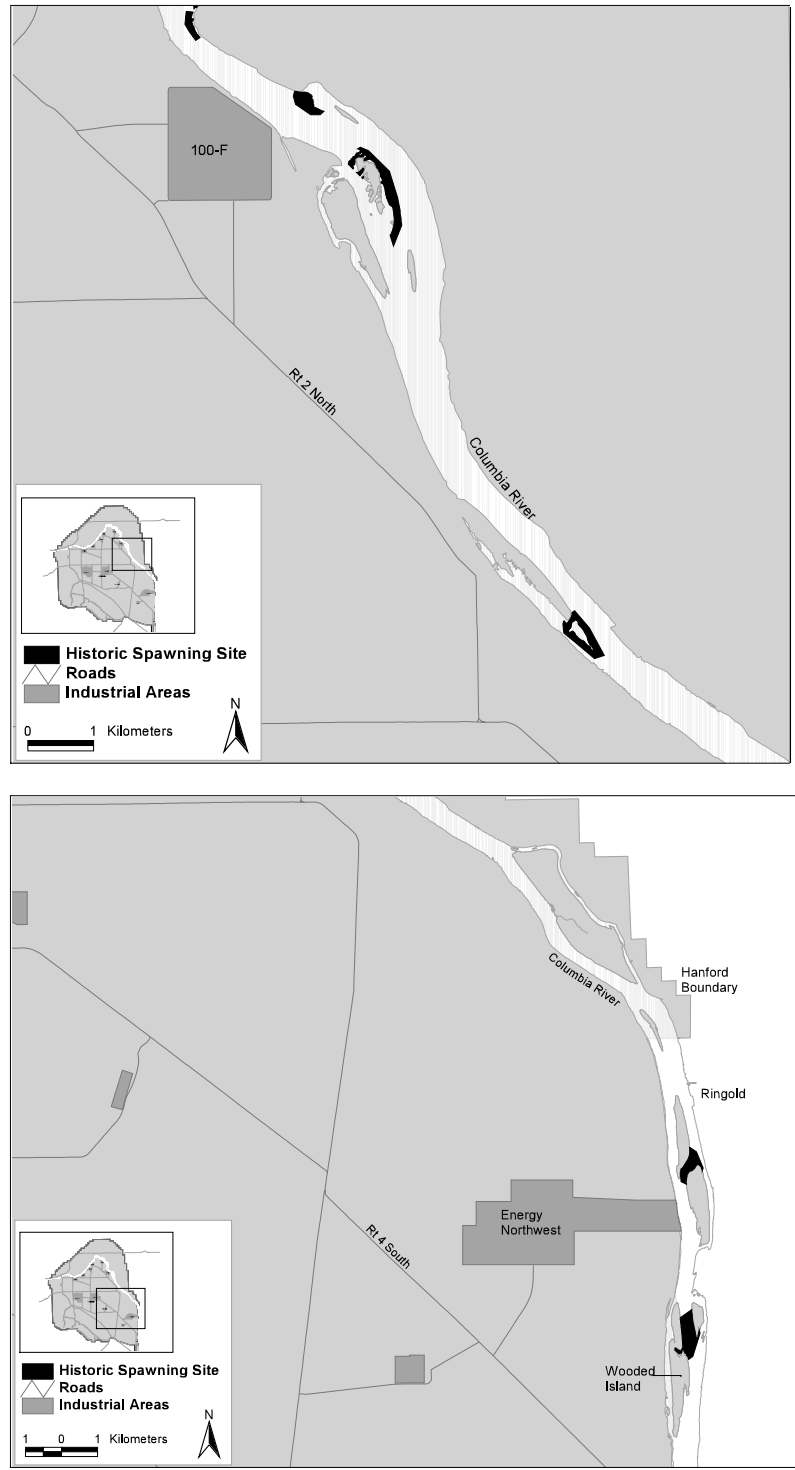 100-F
Rt 2 North
Columbia River
Historic Spawning Site
Roads
Industrial Areas
0 1 Kilometers
N
Columbia River
Hanford
Boundary
Ringold
Energy
Northwest
Rt 4 South
Wooded
Island
Historic Spawning Site
Roads
Industrial Areas
1 0 1 Kilometers
N